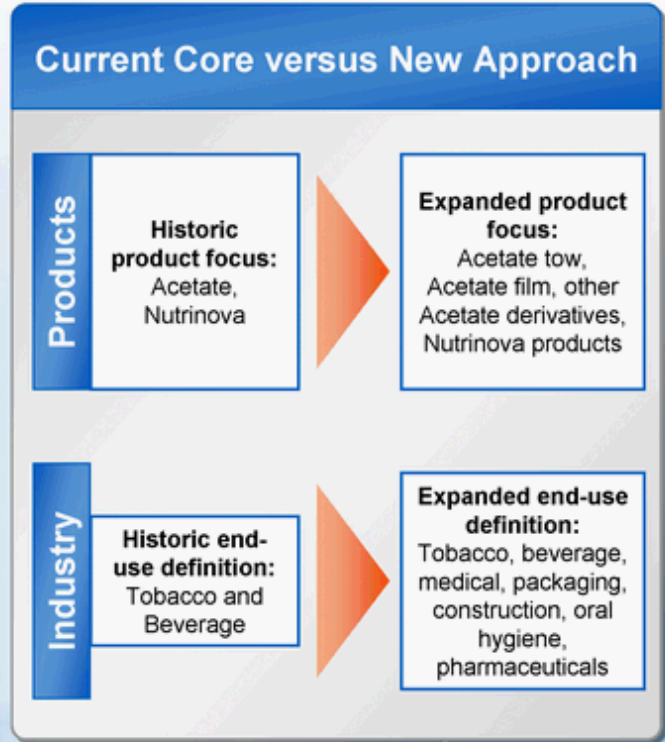 Current Core versus New Approach
Products
Historic
product focus:
Acetate,
Nutrinova
Expanded product
focus:
Acetate tow,
Acetate film, other
Acetate derivatives,
Nutrinova products
Industry
Historic end-
use definition:
Tobacco and
Beverage
Expanded end-use
definition:
Tobacco, beverage,
medical, packaging,
construction, oral
hygiene,
pharmaceuticals